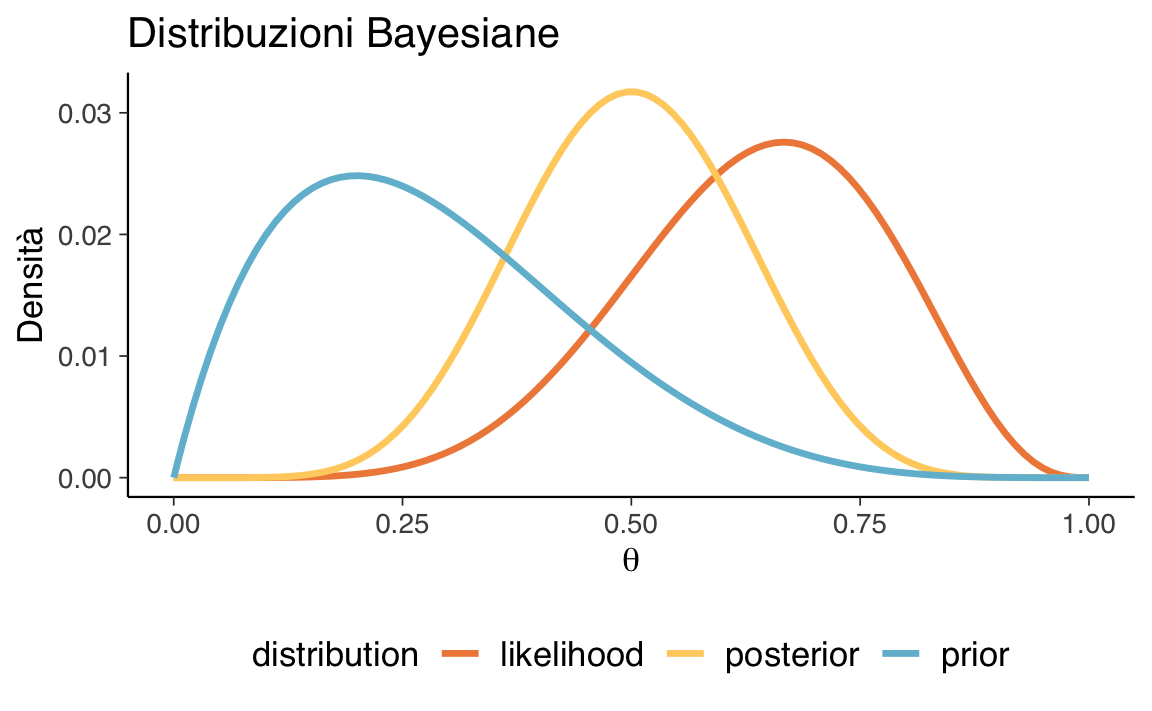 Distribuzioni Bayesiane
Densità
0.03
0.02
0.01
0.00
0.00 0.25 0.50 0.75 1.00
θ
distribution likelihood posterior prior